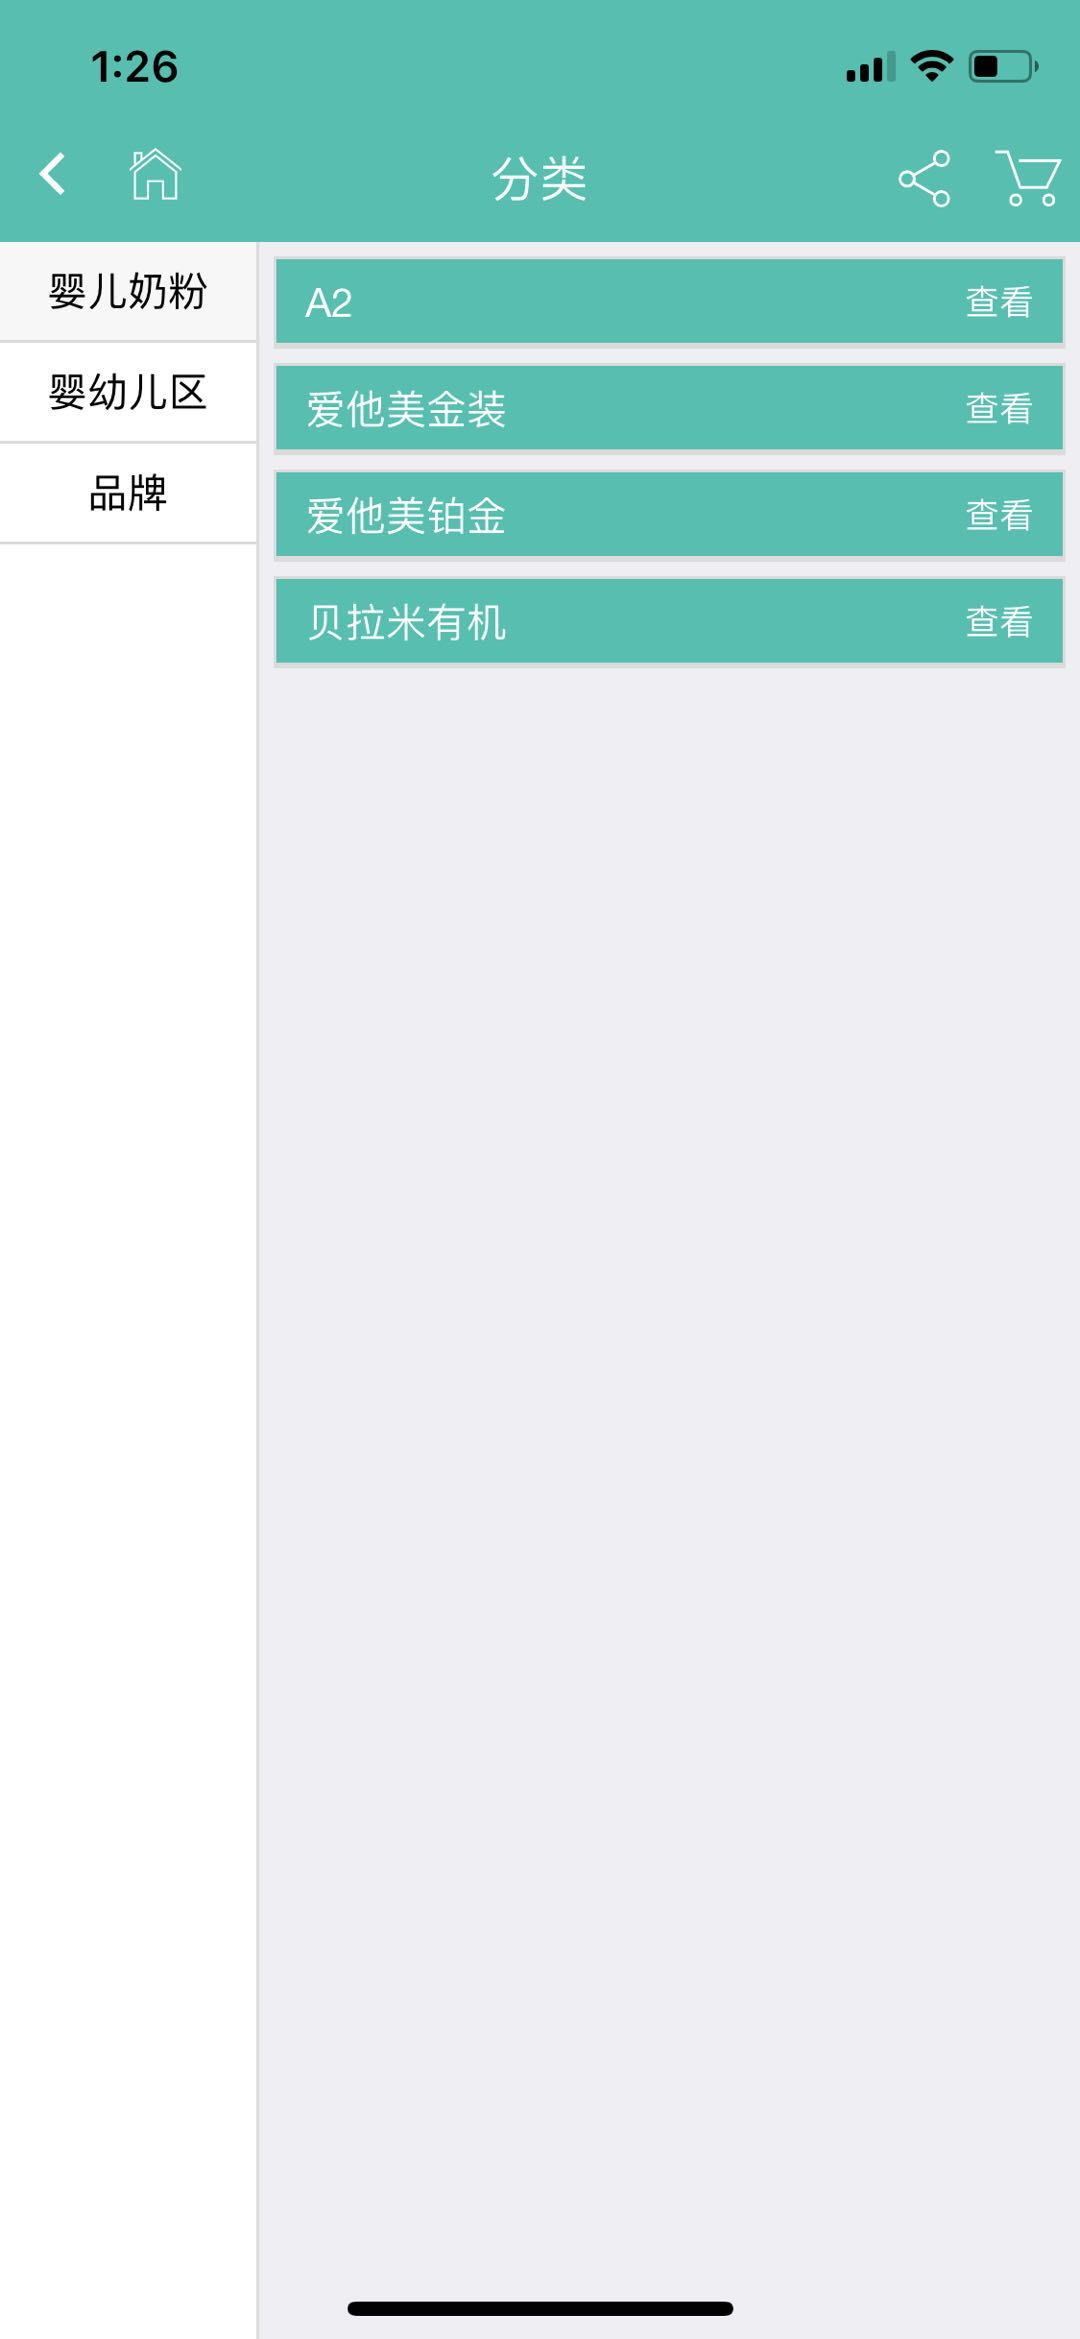 1:26
分类
婴儿奶粉
婴幼儿区
品牌
A2 查看
爱他美金装 查看
爱他美铂金 查看
贝拉米有机 查看